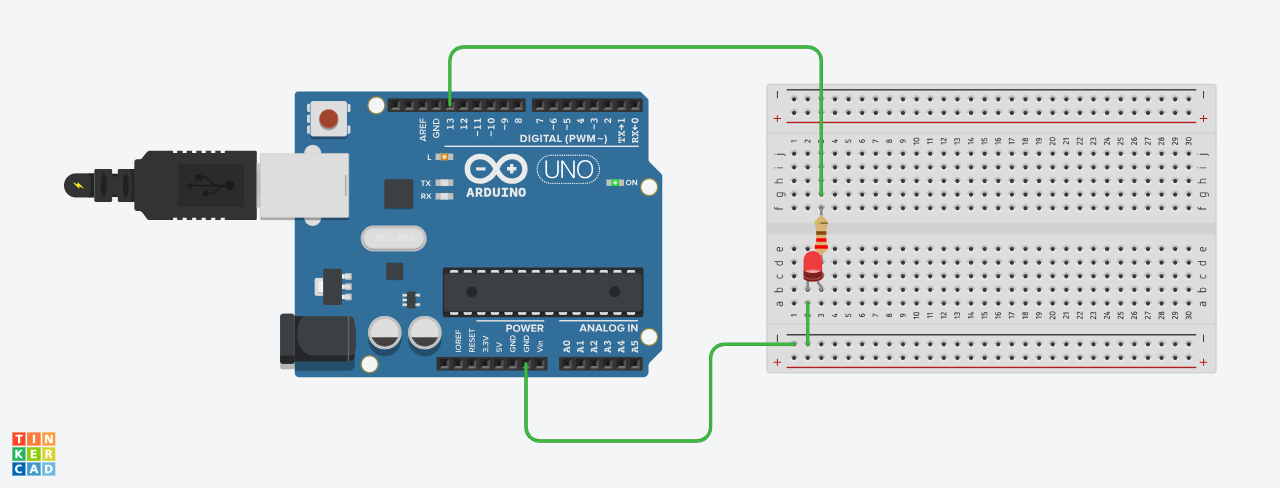 AREF
GND
13
12
~11
~10
~9
8
7
~6
~5
4
~3
2
TX→1
RX←0
DIGITAL (PWM~)
L
TX
RX
ARDUINO
UNO
ON
POWER
ANALOG IN
IOREF
RESET
3.3V
5V
GND
GND
Vin
A0
A1
A2
A3
A4
A5
− −
+ +
1 2 3 4 5 6 7 8 9 10 11 12 13 14 15 16 17 18 19 20 21 22 23 24 25 26 27 28 29 30
j j
i i
h h
g g
f f
e e
d d
c c
b b
a a
1 2 3 4 5 6 7 8 9 10 11 12 13 14 15 16 17 18 19 20 21 22 23 24 25 26 27 28 29 30
− −
+ +
TIN
KER
CAD